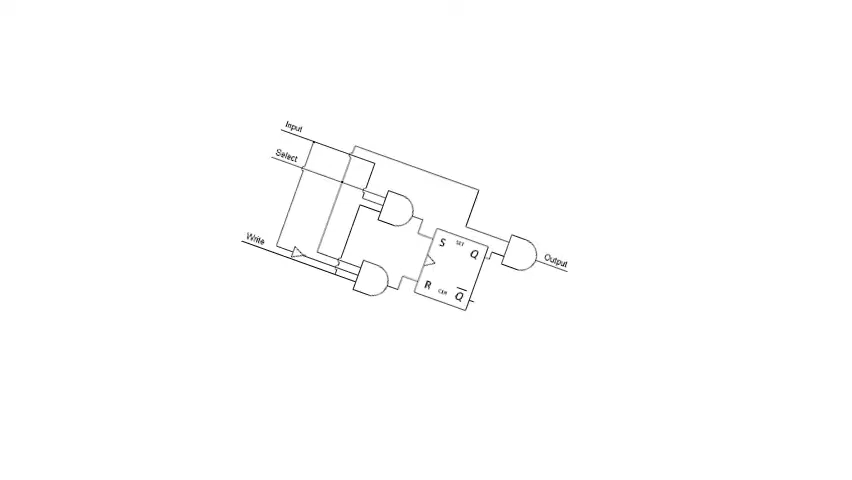 Input
Select
Write
S SET Q
R CLR Q
Output